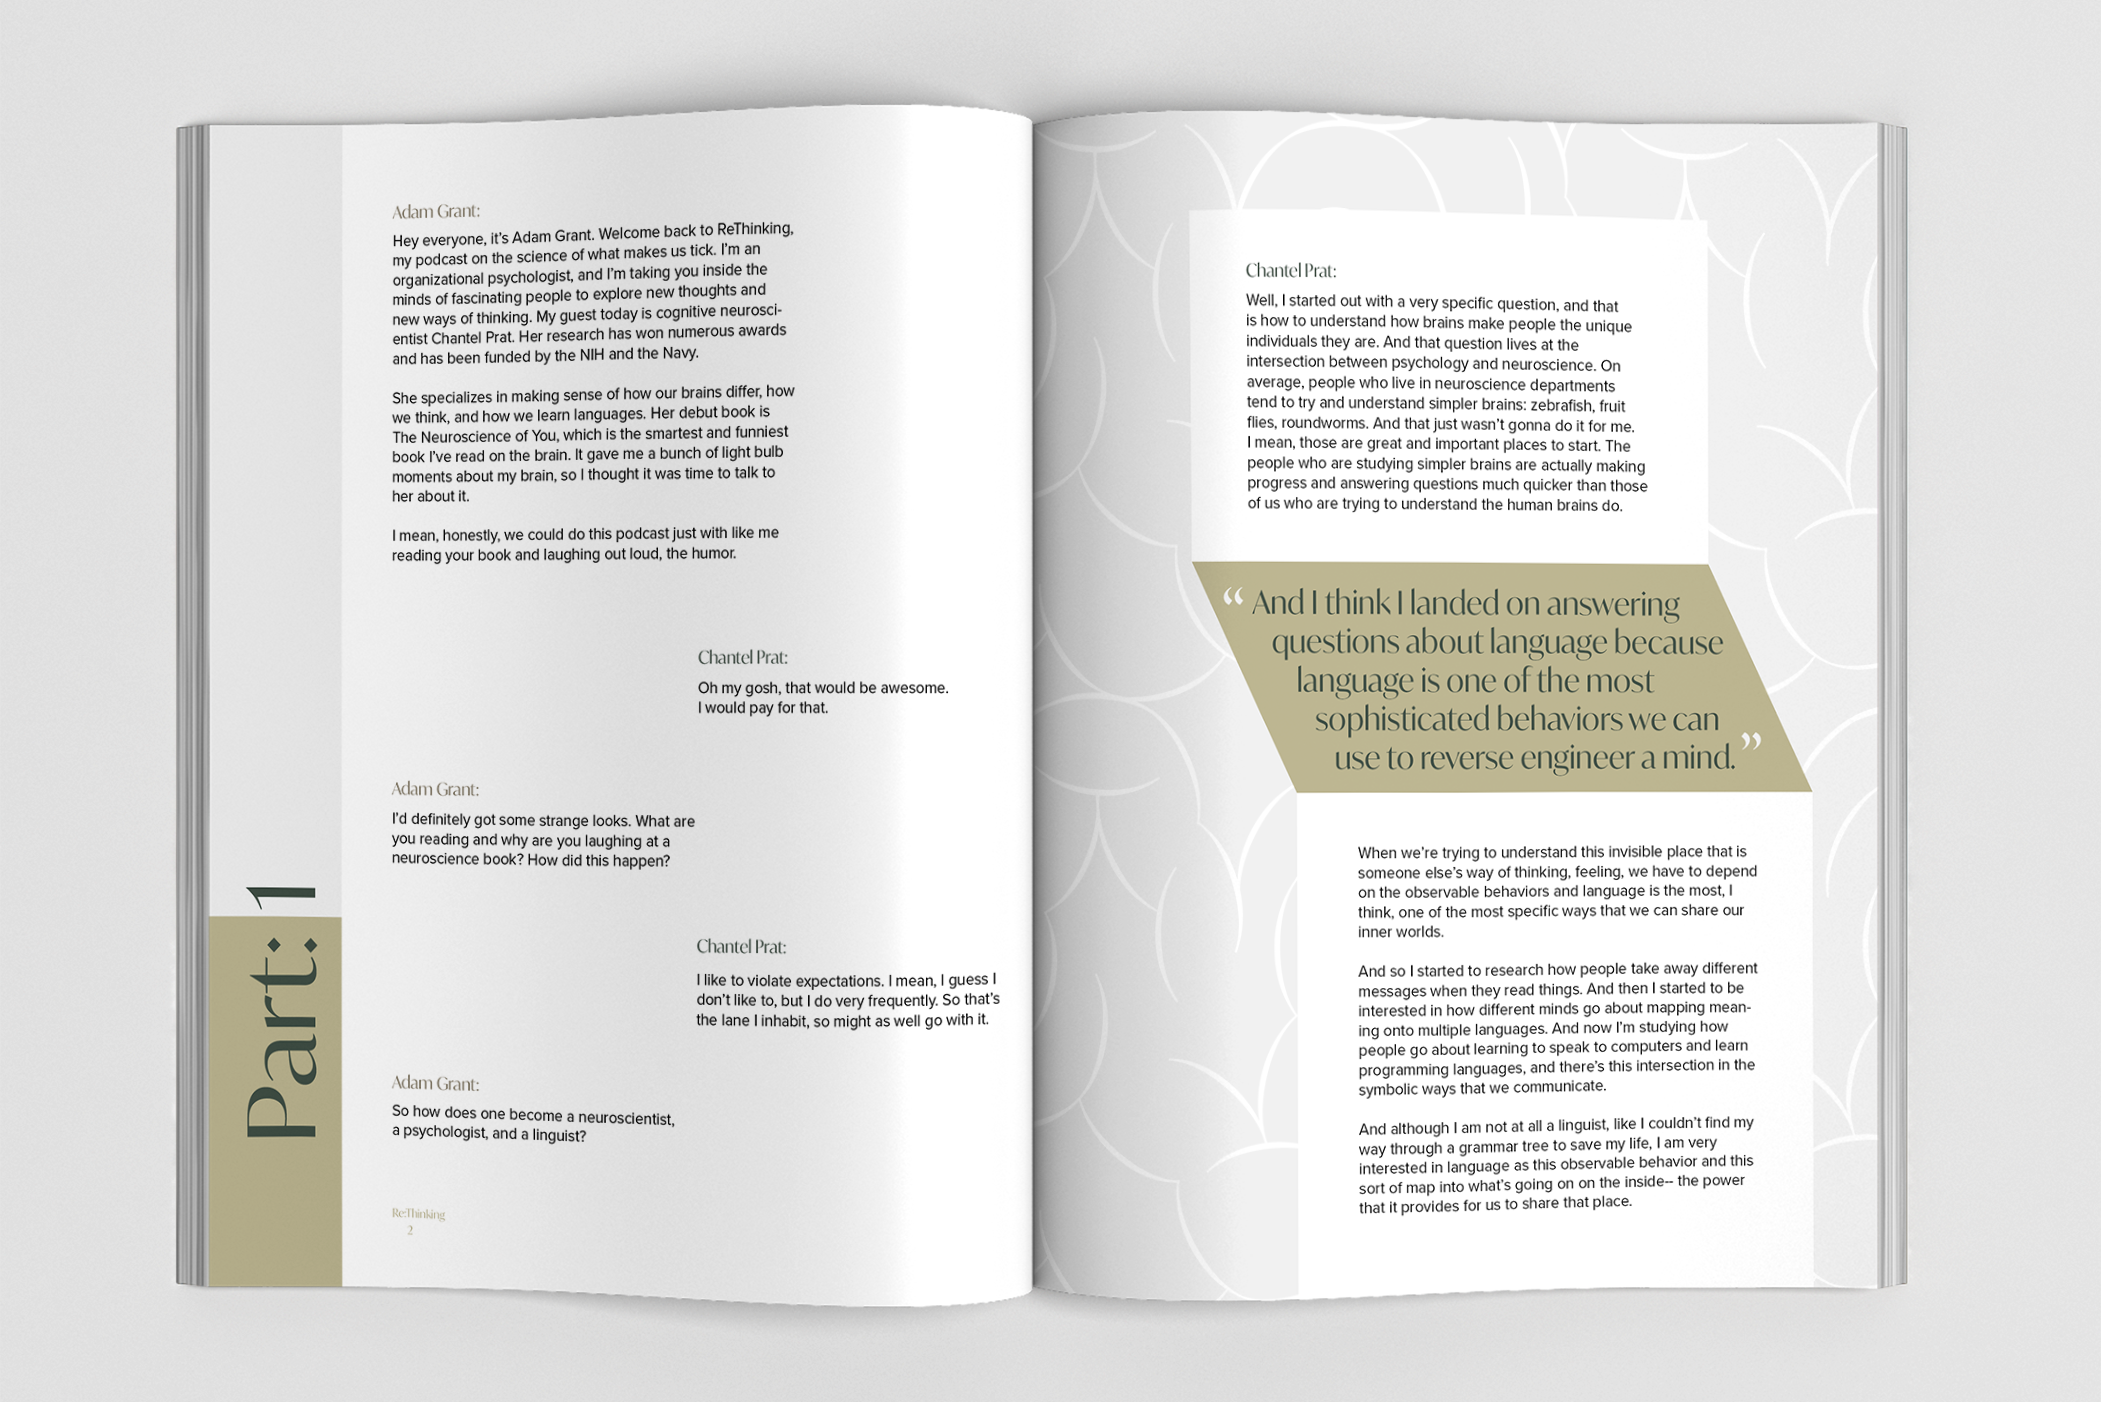 Part: 1
Adam Grant:
Hey everyone, it's Adam Grant. Welcome back to ReThinking,
my podcast on the science of what makes us tick. I'm an
organizational psychologist, and I'm taking you inside the
minds of fascinating people to explore new thoughts and
new ways of thinking. My guest today is cognitive neurosci-
entist Chantel Prat. Her research has won numerous awards
and has been funded by the NIH and the Navy.
She specializes in making sense of how our brains differ, how
we think, and how we learn languages. Her debut book is
The Neuroscience of You, which is the smartest and funniest
book I've read on the brain. It gave me a bunch of light bulb
moments about my brain, so I thought it was time to talk to
her about it.
I mean, honestly, we could do this podcast just with like me
reading your book and laughing out loud, the humor.
Chantel Prat:
Oh my gosh, that would be awesome.
I would pay for that.
Adam Grant:
I'd definitely got some strange looks. What are
you reading and why are you laughing at a
neuroscience book? How did this happen?
Chantel Prat:
I like to violate expectations. I mean, I guess I
don't like to, but I do very frequently. So that's
the lane I inhabit, so might as well go with it.
Adam Grant:
So how does one become a neuroscientist,
a psychologist, and a linguist?
Re:Thinking
2
Chantel Prat:
Well, I started out with a very specific question, and that
is how to understand how brains make people the unique
individuals they are. And that question lives at the
intersection between psychology and neuroscience. On
average, people who live in neuroscience departments
tend to try and understand simpler brains: zebrafish, fruit
flies, roundworms. And that just wasn't gonna do it for me.
I mean, those are great and important places to start. The
people who are studying simpler brains are actually making
progress and answering questions much quicker than those
of us who are trying to understand the human brains do.
“ And I think I landed on answering
questions about language because
language is one of the most
sophisticated behaviors we can
use to reverse engineer a mind. ”
When we're trying to understand this invisible place that is
someone else's way of thinking, feeling, we have to depend
on the observable behaviors and language is the most, I
think, one of the most specific ways that we can share our
inner worlds.
And so I started to research how people take away different
messages when they read things. And then I started to be
interested in how different minds go about mapping mean-
ing onto multiple languages. And now I'm studying how
people go about learning to speak to computers and learn
programming languages, and there's this intersection in the
symbolic ways that we communicate.
And although I am not at all a linguist, like I couldn't find my
way through a grammar tree to save my life, I am very
interested in language as this observable behavior and this
sort of map into what's going on on the inside-- the power
that it provides for us to share that place.